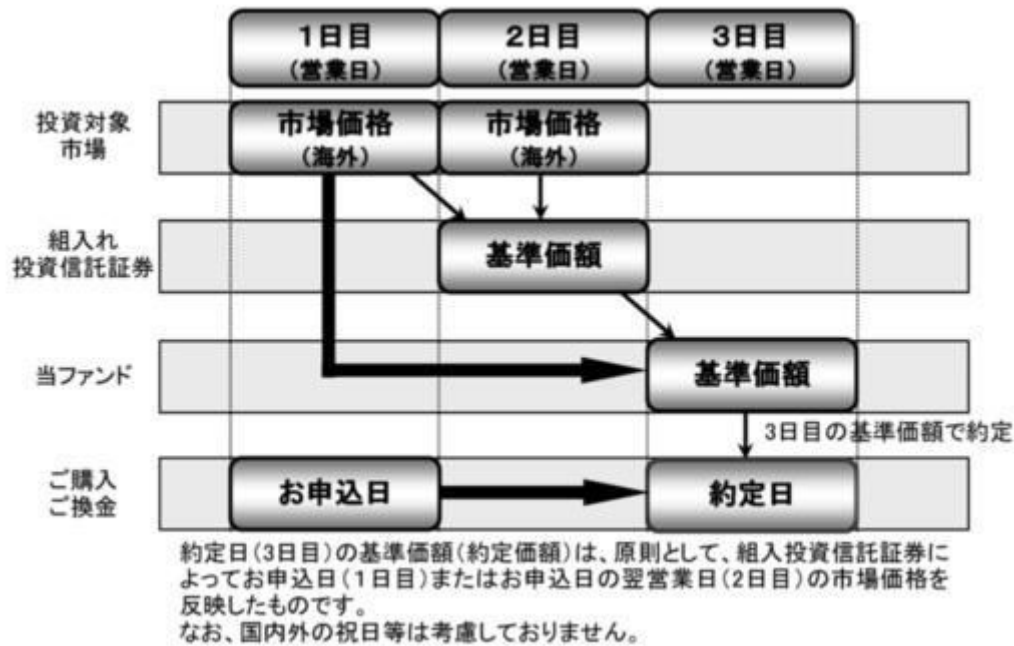 1日目
(営業日)
2日目
(営業日)
3日目
(営業日)
投資対象
市場
市場価格
(海外)
市場価格
(海外)
組入れ
投資信託証券
基準価額
当ファンド
基準価額
3日目の基準価額で約定
ご購入
ご換金
お申込日
約定日
約定日(3日目)の基準価額(約定価額)は、原則として、組入投資信託証券に
よってお申込日(1日目)またはお申込日の翌営業日(2日目)の市場価格を
反映したものです。
なお、国内外の祝日等は考慮しておりません。